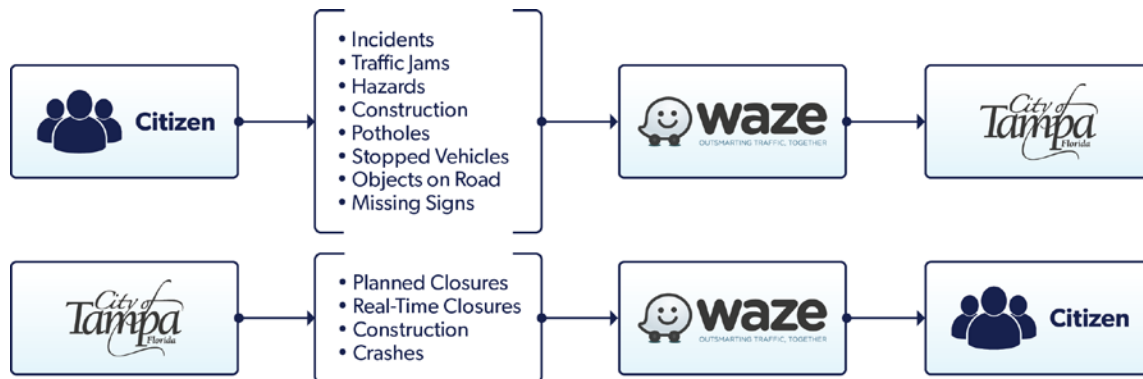 Citizen
• Incidents
• Traffic Jams
• Hazards
• Construction
• Potholes
• Stopped Vehicles
• Objects on Road
• Missing Signs
waze
OUTSMARTING TRAFFIC, TOGETHER
City of
Tampa
Florida
City of
Tampa
Florida
• Planned Closures
• Real-Time Closures
• Construction
• Crashes
waze
OUTSMARTING TRAFFIC, TOGETHER
Citizen